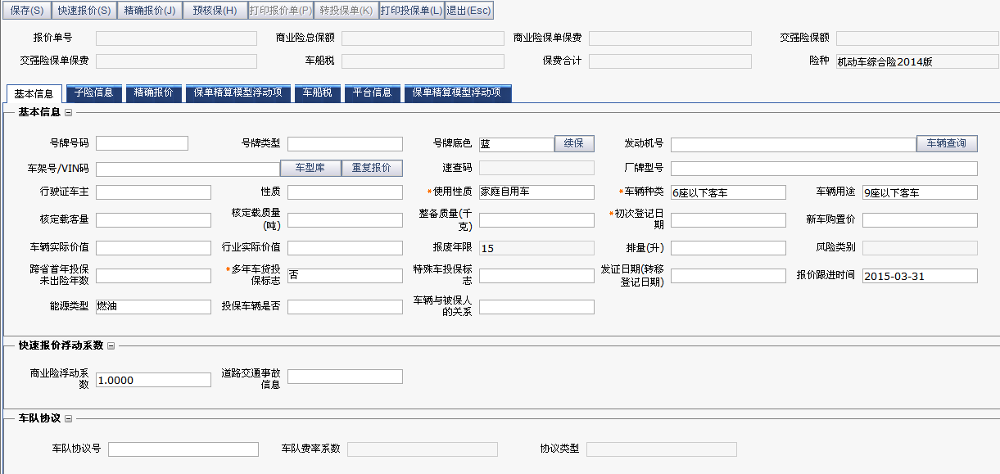 保存(S) 快速报价(S) 精确报价(J) 预核保(H) 打印报价单(P) 转投保单(K) 打印投保单(L) 退出(Esc)
报价单号 商业险总保额 商业险保单保费 交强险保额
交强险保单保费 车船税 保费合计 险种 机动车综合险2014版
基本信息 子险信息 精确报价 保单精算模型浮动项 车船税 平台信息 保单精算模型浮动项
基本信息
号牌号码 号牌类型 号牌底色 蓝 续保 发动机号 车辆查询
车架号/VIN码 车型库 重复报价 速查码 厂牌型号
行驶证车主 性质 *使用性质 家庭自用车 *车辆种类 6座以下客车 车辆用途 9座以下客车
核定载客量 核定载质量(吨) 整备质量(千克) *初次登记日期 新车购置价
车辆实际价值 行业实际价值 报废年限 15 排量(升) 风险类别
跨省首年投保未出险年数 *多年车贷投保标志 否 特殊车投保标志 发证日期(转移登记日期) 报价跟进时间 2015-03-31
能源类型 燃油 投保车辆是否 车辆与被保人的关系
快速报价浮动系数
商业险浮动系数 1.0000 道路交通事故信息
车队协议
车队协议号 车队费率系数 协议类型